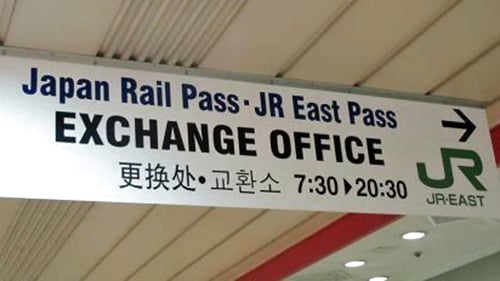 Japan Rail Pass・JR East Pass →
EXCHANGE OFFICE
更换处•교환소 7:30▶20:30
JR
JR-EAST